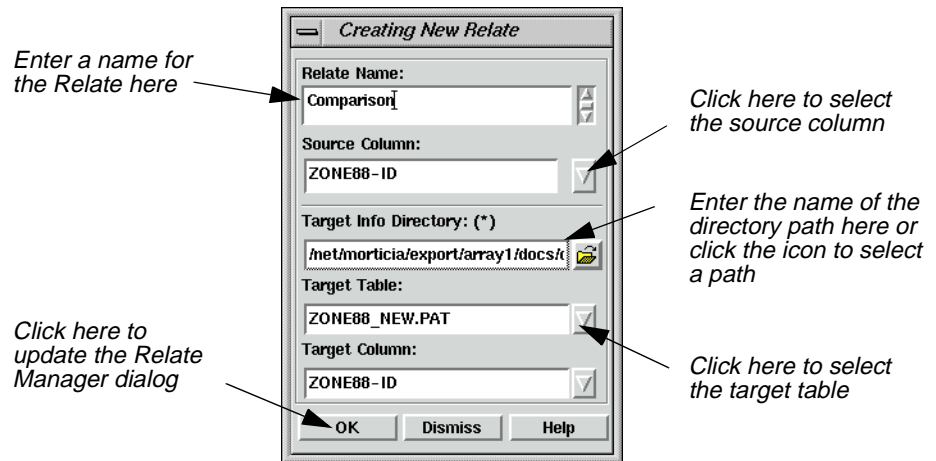 Creating New Relate
Enter a name for
the Relate here
Relate Name:
Comparison
Click here to select
the source column
Source Column:
ZONE88-ID
Enter the name of the
directory path here or
click the icon to select
a path
Target Info Directory: (*)
/net/morticia/export/array1/docs/
Target Table:
ZONE88_NEW.PAT
Click here to
update the Relate
Manager dialog
Click here to select
the target table
Target Column:
ZONE88-ID
OK
Dismiss
Help